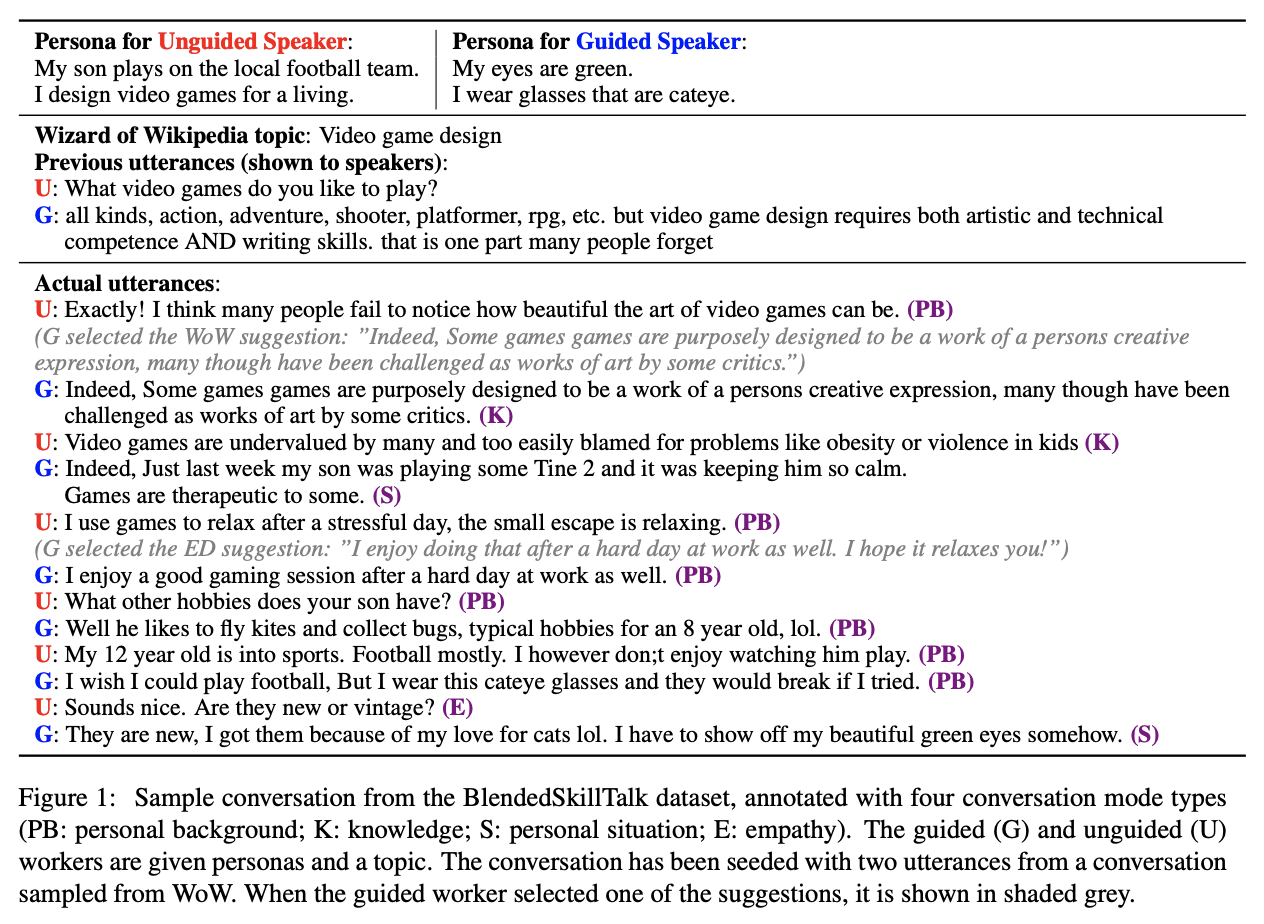 Persona for Unguided Speaker:
My son plays on the local football team.
I design video games for a living.
Persona for Guided Speaker:
My eyes are green.
I wear glasses that are cateye.
Wizard of Wikipedia topic: Video game design
Previous utterances (shown to speakers):
U: What video games do you like to play?
G: all kinds, action, adventure, shooter, platformer, rpg, etc. but video game design requires both artistic and technical
competence AND writing skills. that is one part many people forget
Actual utterances:
U: Exactly! I think many people fail to notice how beautiful the art of video games can be. (PB)
(G selected the WoW suggestion: ”Indeed, Some games games are purposely designed to be a work of a persons creative
expression, many though have been challenged as works of art by some critics.”)
G: Indeed, Some games games are purposely designed to be a work of a persons creative expression, many though have been
challenged as works of art by some critics. (K)
U: Video games are undervalued by many and too easily blamed for problems like obesity or violence in kids (K)
G: Indeed, Just last week my son was playing some Tine 2 and it was keeping him so calm.
Games are therapeutic to some. (S)
U: I use games to relax after a stressful day, the small escape is relaxing. (PB)
(G selected the ED suggestion: ”I enjoy doing that after a hard day at work as well. I hope it relaxes you!”)
G: I enjoy a good gaming session after a hard day at work as well. (PB)
U: What other hobbies does your son have? (PB)
G: Well he likes to fly kites and collect bugs, typical hobbies for an 8 year old, lol. (PB)
U: My 12 year old is into sports. Football mostly. I however don;t enjoy watching him play. (PB)
G: I wish I could play football, But I wear this cateye glasses and they would break if I tried. (PB)
U: Sounds nice. Are they new or vintage? (E)
G: They are new, I got them because of my love for cats lol. I have to show off my beautiful green eyes somehow. (S)
Figure 1: Sample conversation from the BlendedSkillTalk dataset, annotated with four conversation mode types
(PB: personal background; K: knowledge; S: personal situation; E: empathy). The guided (G) and unguided (U)
workers are given personas and a topic. The conversation has been seeded with two utterances from a conversation
sampled from WoW. When the guided worker selected one of the suggestions, it is shown in shaded grey.